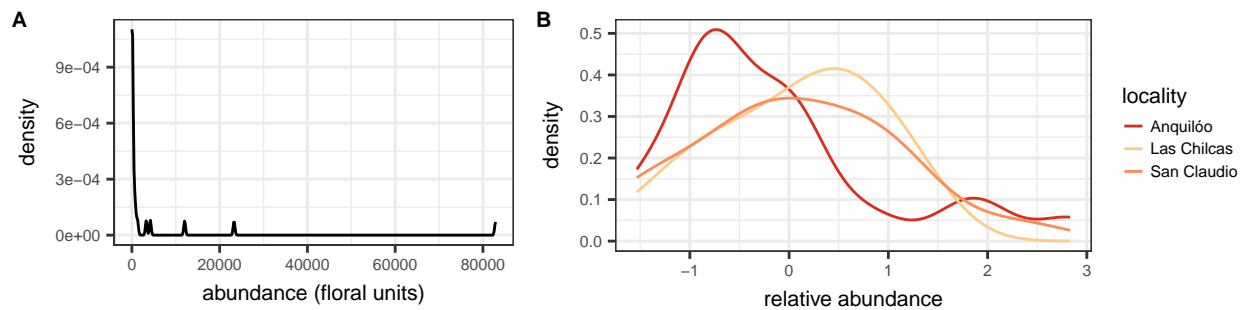 A
density
9e−04
6e−04
3e−04
0e+00
0
20000
40000
60000
80000
abundance (floral units)
B
density
0.5
0.4
0.3
0.2
0.1
0.0
−1
0
1
2
3
relative abundance
locality
Anquilóo
Las Chilcas
San Claudio